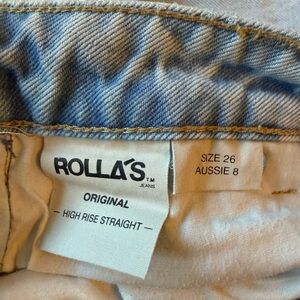 ROLLA'S
TM
JEANS
ORIGINAL
- HIGH RISE STRAIGHT -
SIZE 26
AUSSIE 8